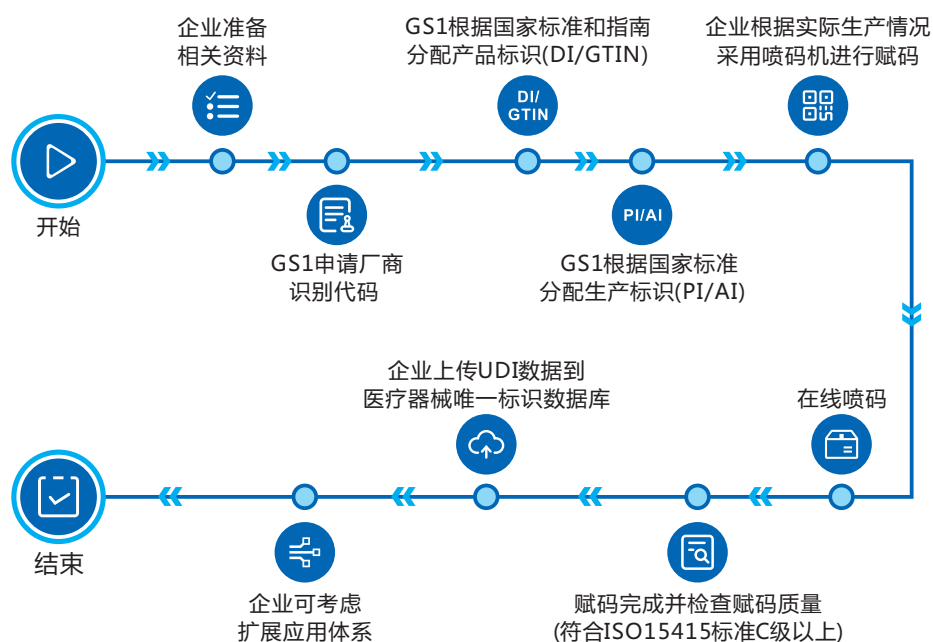 企业准备
相关资料
GS1根据国家标准和指南
分配产品标识(DI/GTIN)
企业根据实际生产情况
采用喷码机进行赋码
DI/
GTIN
开始
PI/AI
GS1申请厂商
识别代码
GS1根据国家标准
分配生产标识(PI/AI)
企业上传UDI数据到
医疗器械唯一标识数据库
在线喷码
结束
企业可考虑
扩展应用体系
赋码完成并检查赋码质量
(符合ISO15415标准C级以上)